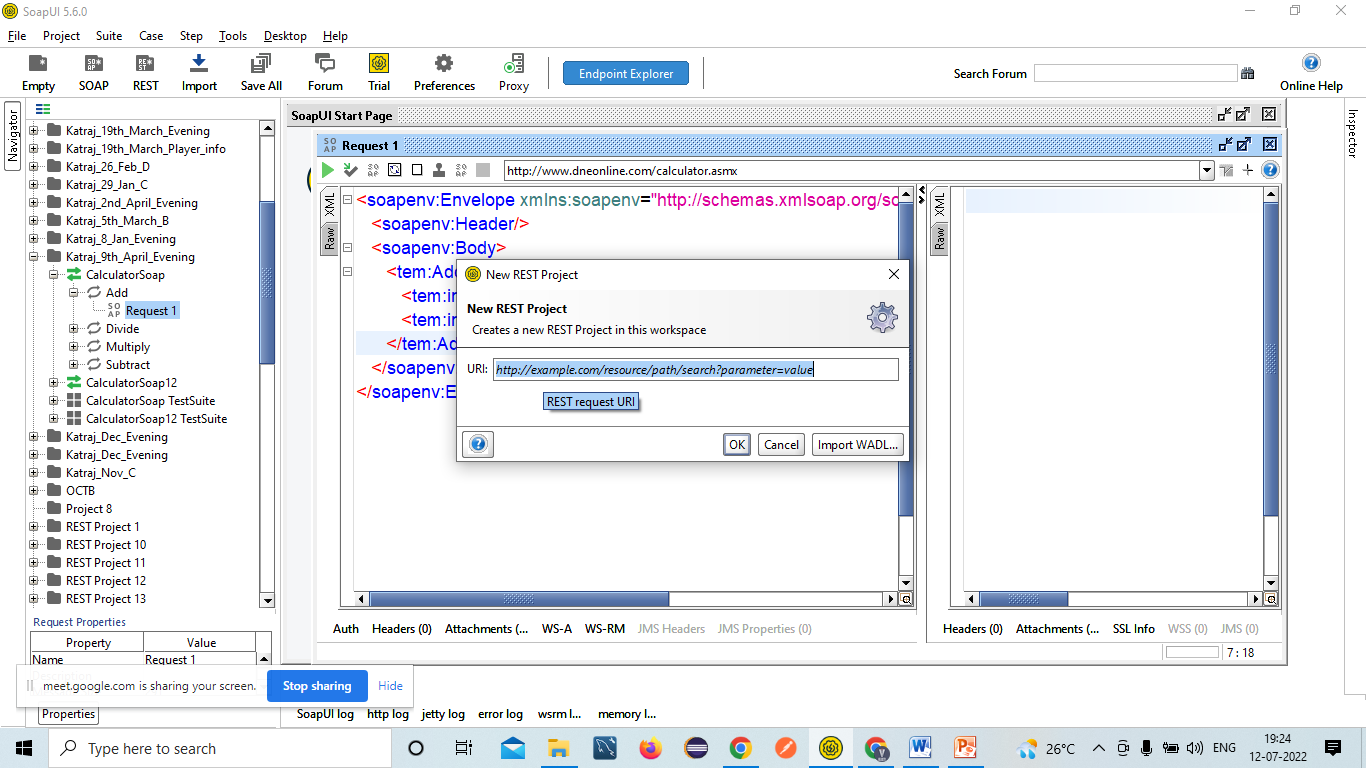 SoapUI 5.6.0
File Project Suite Case Step Tools Desktop Help
Empty SOAP REST Import Save All Forum Trial Preferences Proxy Endpoint Explorer Search Forum Online Help
Navigator
Katraj_19th_March_Evening
Katraj_19th_March_Player_info
Katraj_26_Feb_D
Katraj_29_Jan_C
Katraj_2nd_April_Evening
Katraj_5th_March_B
Katraj_8_Jan_Evening
Katraj_9th_April_Evening
CalculatorSoap
Add
SO AP Request 1
Divide
Multiply
Subtract
CalculatorSoap12
CalculatorSoap TestSuite
CalculatorSoap12 TestSuite
Katraj_Dec_Evening
Katraj_Dec_Evening
Katraj_Nov_C
OCTB
Project 8
REST Project 1
REST Project 10
REST Project 11
REST Project 12
REST Project 13
Request Properties
Property Value
Name Request 1
Properties
SoapUI Start Page
SO AP Request 1
http://www.dneonline.com/calculator.asmx
XML
Raw
<soapenv:Envelope xmlns:soapenv="http://schemas.xmlsoap.org/so
<soapenv:Header/>
<soapenv:Body>
<tem:Ad
<tem:in
<tem:in
</tem:Ad
</soapenv
</soapenv:E
New REST Project
New REST Project
Creates a new REST Project in this workspace
URI: http://example.com/resource/path/search?parameter=value
REST request URI
OK Cancel Import WADL...
XML
Raw
Inspector
Auth Headers (0) Attachments (... WS-A WS-RM JMS Headers JMS Properties (0)
Headers (0) Attachments (... SSL Info WSS (0) JMS (0)
7 : 18
meet.google.com is sharing your screen. Stop sharing Hide
SoapUI log http log jetty log error log wsrm l... memory l...
Type here to search
26°C ENG 19:24
12-07-2022